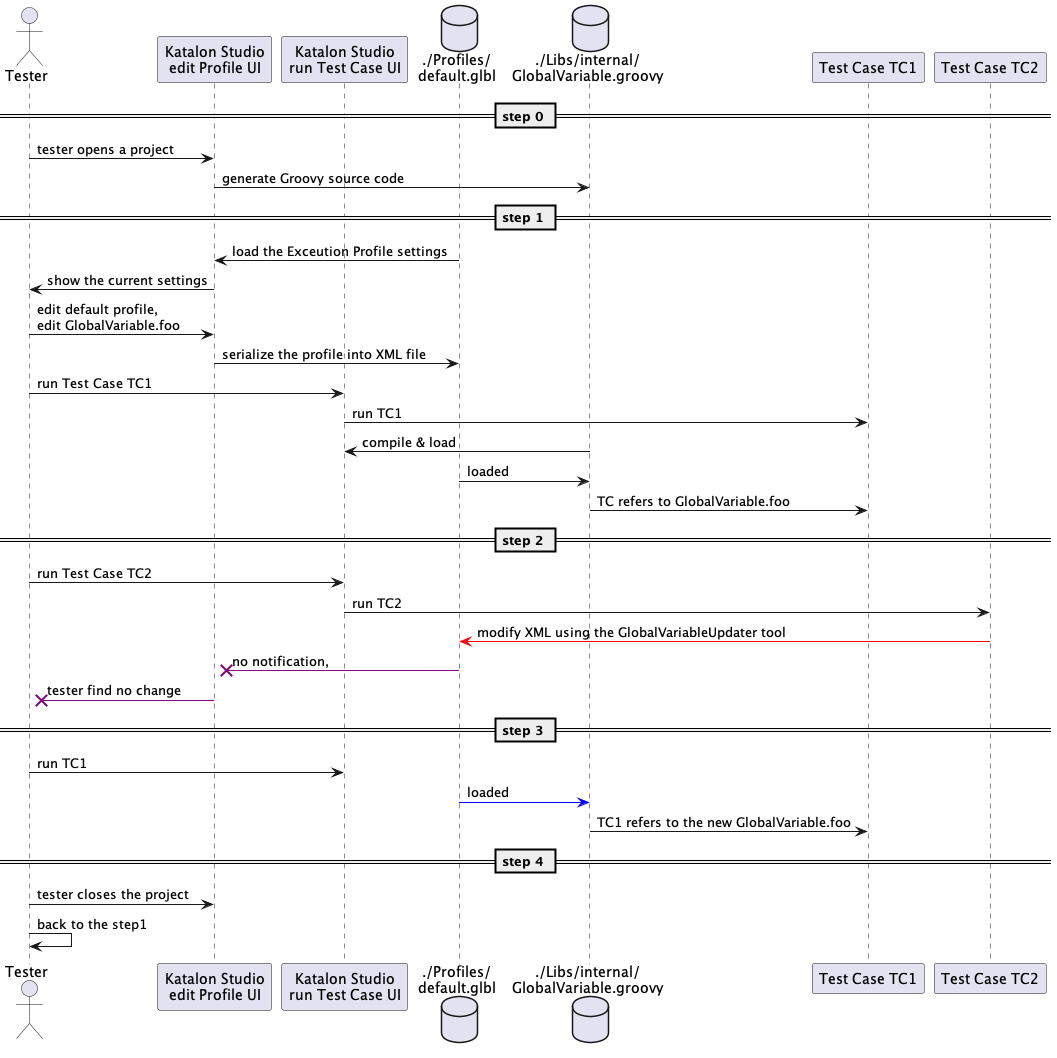 Tester
Katalon Studio
edit Profile UI
Katalon Studio
run Test Case UI
./Profiles/
default.glbl
./Libs/internal/
GlobalVariable.groovy
Test Case TC1
Test Case TC2
step 0
tester opens a project
generate Groovy source code
step 1
load the Exceution Profile settings
show the current settings
edit default profile,
edit GlobalVariable.foo
serialize the profile into XML file
run Test Case TC1
run TC1
compile & load
loaded
TC refers to GlobalVariable.foo
step 2
run Test Case TC2
run TC2
modify XML using the GlobalVariableUpdater tool
no notification,
tester find no change
step 3
run TC1
loaded
TC1 refers to the new GlobalVariable.foo
step 4
tester closes the project
back to the step1
Tester
Katalon Studio
edit Profile UI
Katalon Studio
run Test Case UI
./Profiles/
default.glbl
./Libs/internal/
GlobalVariable.groovy
Test Case TC1
Test Case TC2